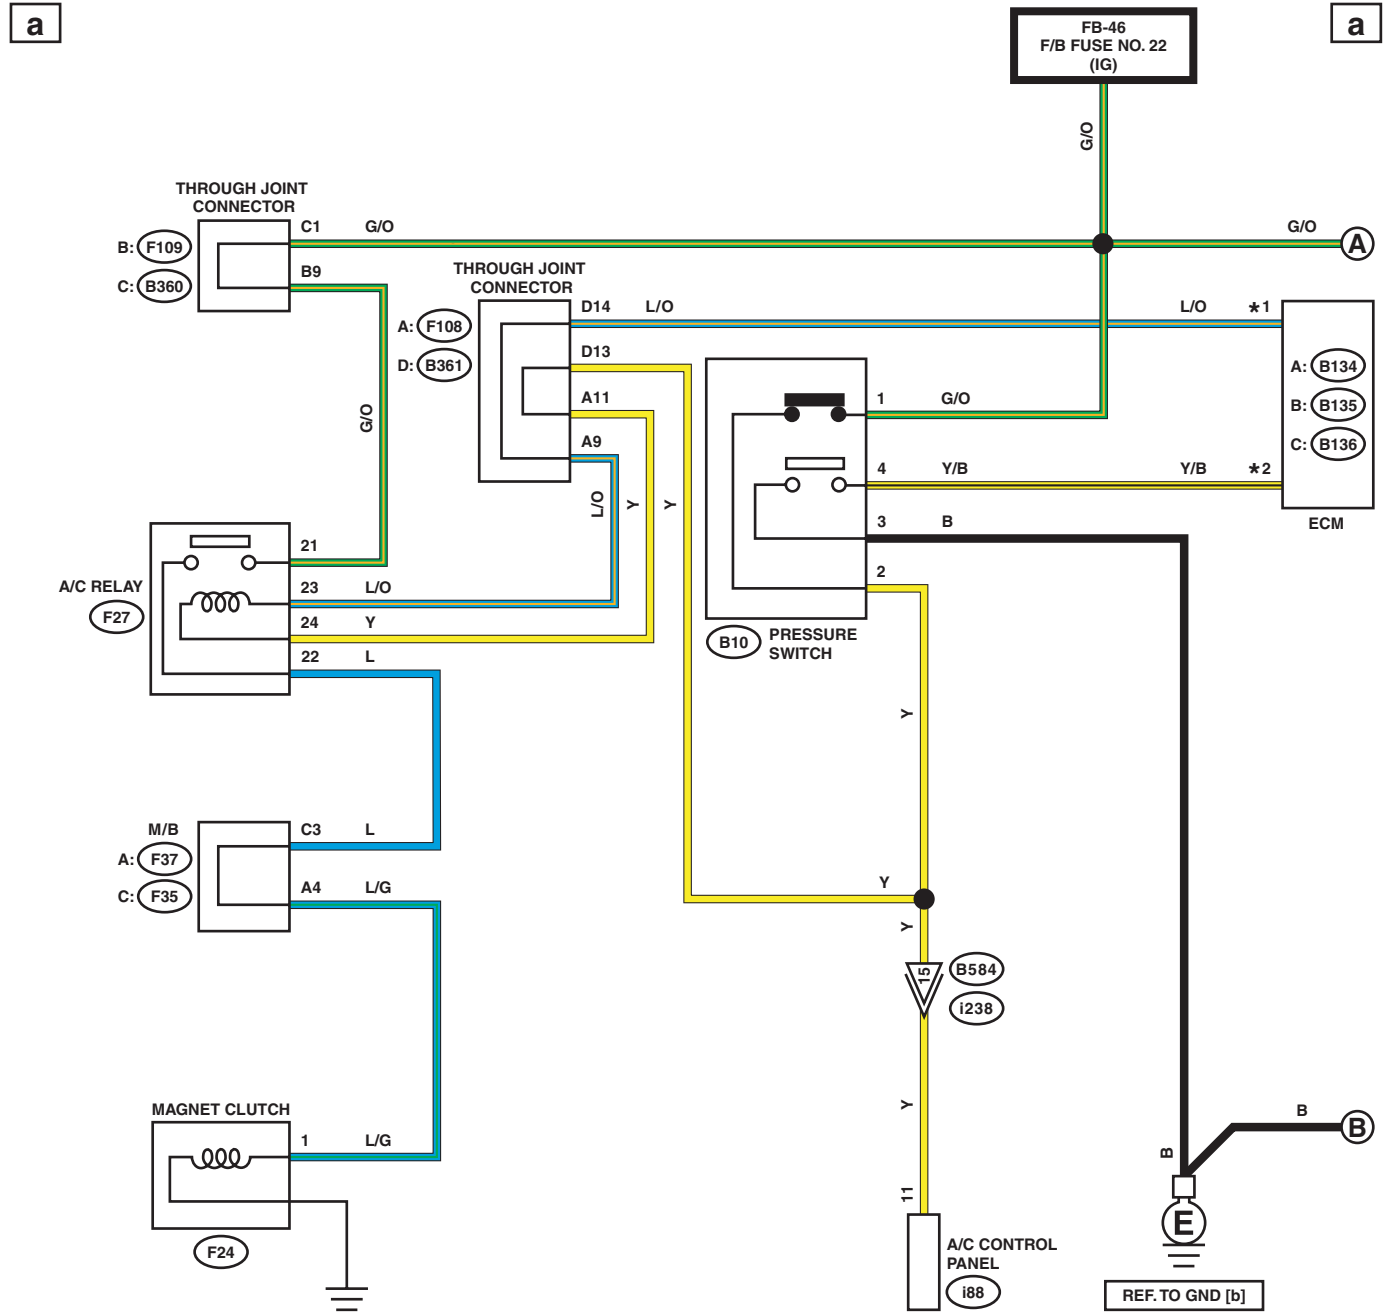 a
a
FB-46
F/B FUSE NO. 22
(IG)
G/O
THROUGH JOINT
CONNECTOR
B: F109
C: B360
C1
G/O
G/O
A
B9
G/O
THROUGH JOINT
CONNECTOR
A: F108
D: B361
D14
L/O
L/O
*1
D13
A11
A9
L/O
Y
Y
A: B134
B: B135
C: B136
ECM
1
G/O
4
Y/B
Y/B
*2
3
B
2
B10
PRESSURE
SWITCH
A/C RELAY
F27
21
23
L/O
24
Y
22
L
Y
M/B
A: F37
C: F35
C3
L
A4
L/G
Y
Y
15
B584
i238
Y
MAGNET CLUTCH
1
L/G
F24
11
A/C CONTROL
PANEL
i88
B
B
B
E
REF. TO GND [b]